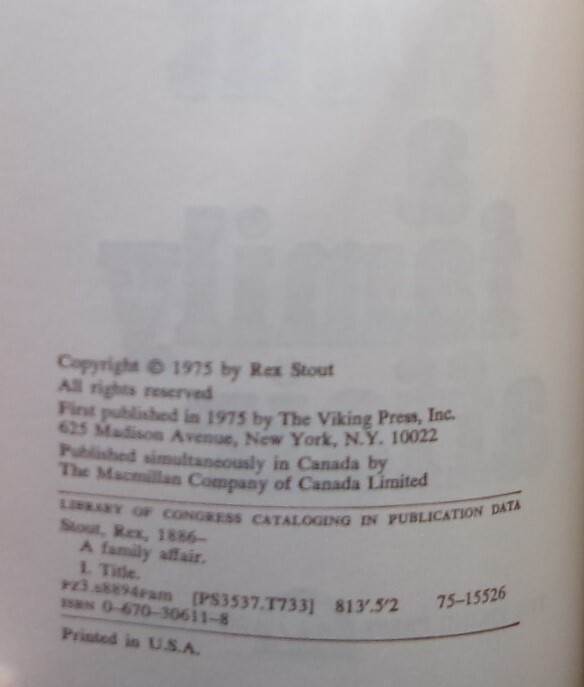 Copyright © 1975 by Rex Stout
All rights reserved
First published in 1975 by The Viking Press, Inc.
625 Madison Avenue, New York, N.Y. 10022
Published simultaneously in Canada by
The Macmillan Company of Canada Limited
LIBRARY OF CONGRESS CATALOGING IN PUBLICATION DATA
Stout, Rex, 1886–
A family affair.
I. Title.
PZ3.S8894Fam [PS3537.T733] 813'.5'2 75–15526
ISBN 0–670–30611–8
Printed in U.S.A.